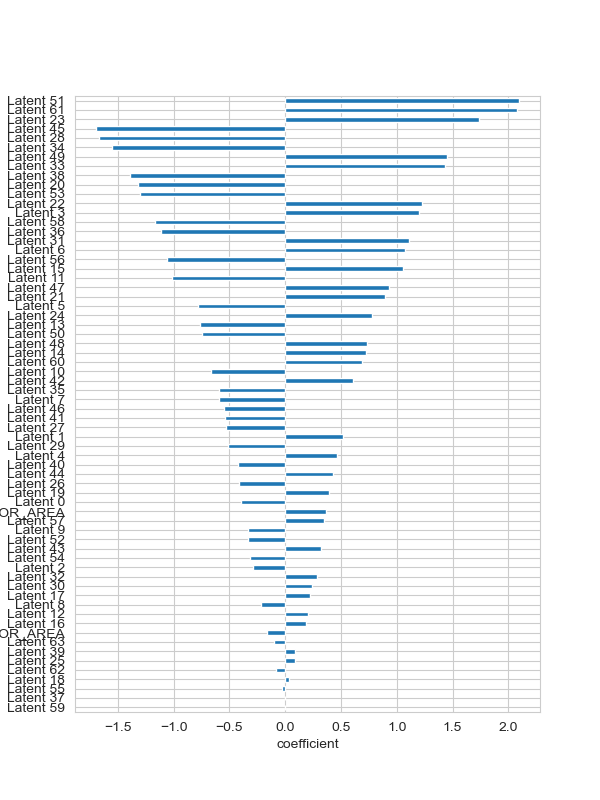 Latent 51
Latent 61
Latent 23
Latent 45
Latent 28
Latent 34
Latent 49
Latent 33
Latent 38
Latent 20
Latent 53
Latent 22
Latent 3
Latent 58
Latent 36
Latent 31
Latent 6
Latent 56
Latent 15
Latent 11
Latent 47
Latent 21
Latent 5
Latent 24
Latent 13
Latent 50
Latent 48
Latent 14
Latent 60
Latent 10
Latent 42
Latent 35
Latent 7
Latent 46
Latent 41
Latent 27
Latent 1
Latent 29
Latent 4
Latent 40
Latent 44
Latent 26
Latent 19
Latent 0
OR_AREA
Latent 57
Latent 9
Latent 52
Latent 43
Latent 54
Latent 2
Latent 32
Latent 30
Latent 17
Latent 8
Latent 12
Latent 16
OR_AREA
Latent 63
Latent 39
Latent 25
Latent 62
Latent 18
Latent 55
Latent 37
Latent 59
−1.5 −1.0 −0.5 0.0 0.5 1.0 1.5 2.0
coefficient